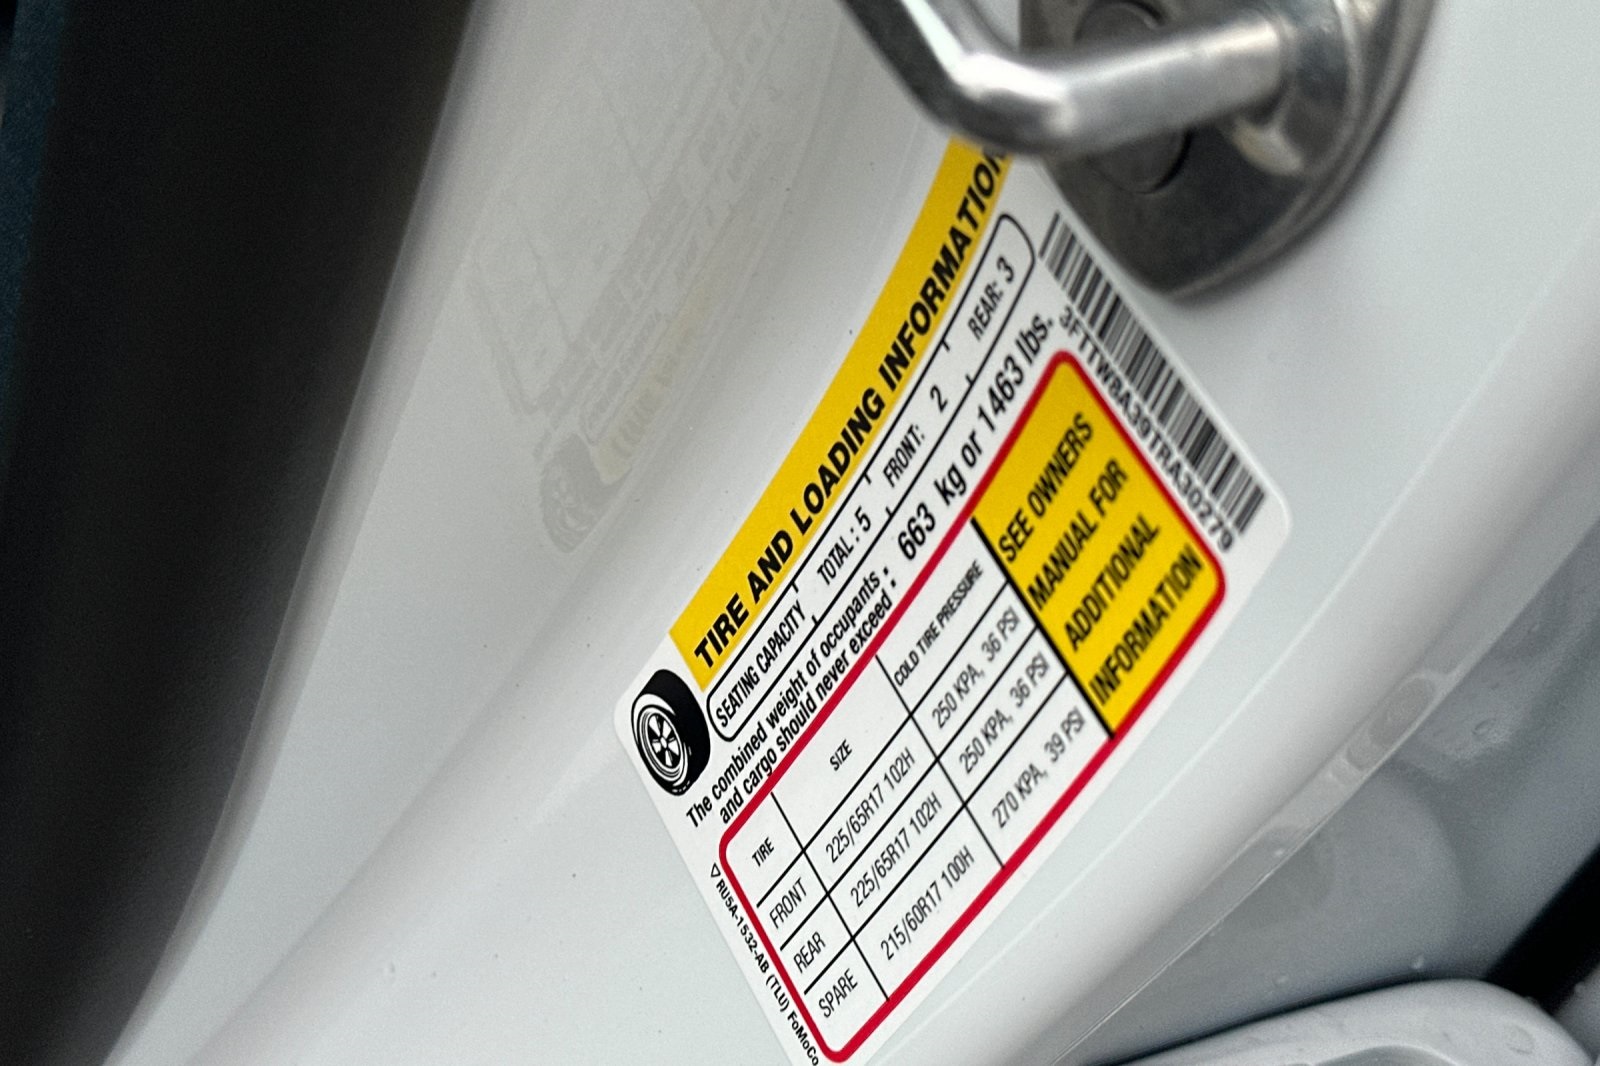 TIRE AND LOADING INFORMATION
SEATING CAPACITY TOTAL: 5 FRONT: 2 REAR: 3
The combined weight of occupants
and cargo should never exceed : 663 kg or 1463 lbs.
TIRE SIZE COLD TIRE PRESSURE
FRONT 225/65R17 102H 250 KPA, 36 PSI
REAR 225/65R17 102H 250 KPA, 36 PSI
SPARE 215/60R17 100H 270 KPA, 39 PSI
SEE OWNERS
MANUAL FOR
ADDITIONAL
INFORMATION
3FTTW8A39TRA30279
RU5A-1532-AB (TLU) FoMoCo